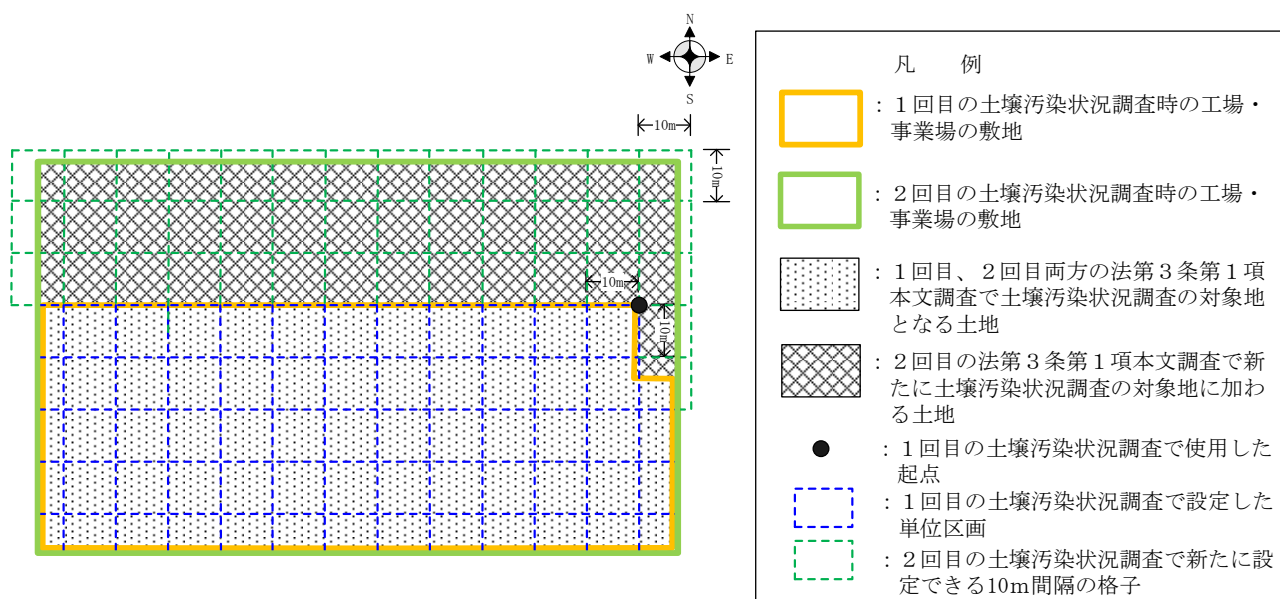 N
W
E
S
10m
10m
10m
10m
凡　例
：１回目の土壌汚染状況調査時の工場・
事業場の敷地
：２回目の土壌汚染状況調査時の工場・
事業場の敷地
：１回目、２回目両方の法第３条第１項
本文調査で土壌汚染状況調査の対象地
となる土地
：２回目の法第３条第１項本文調査で新
たに土壌汚染状況調査の対象地に加わ
る土地
：１回目の土壌汚染状況調査で使用した
起点
：１回目の土壌汚染状況調査で設定した
単位区画
：２回目の土壌汚染状況調査で新たに設
定できる10m間隔の格子